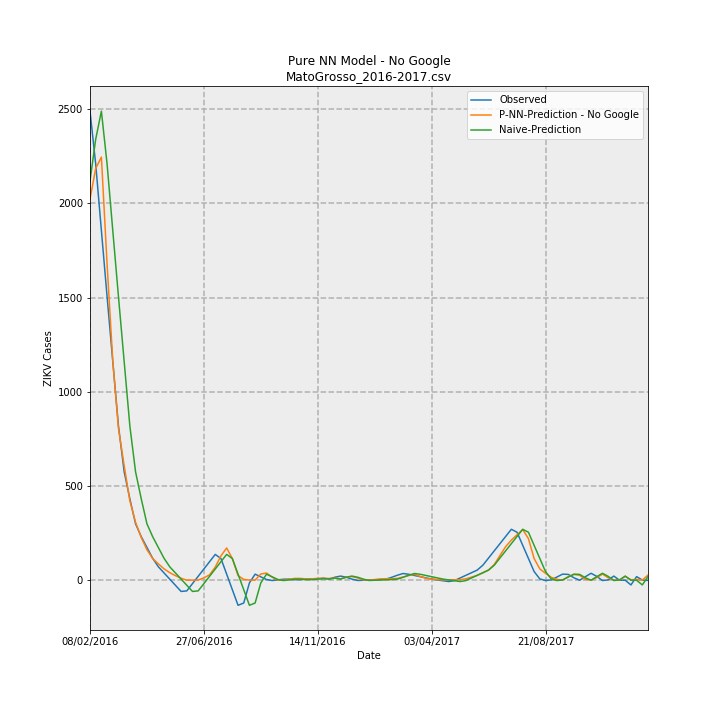 Pure NN Model - No Google
MatoGrosso_2016-2017.csv
Observed
P-NN-Prediction - No Google
Naive-Prediction
2500
2000
1500
1000
500
0
ZIKV Cases
08/02/2016
27/06/2016
14/11/2016
03/04/2017
21/08/2017
Date